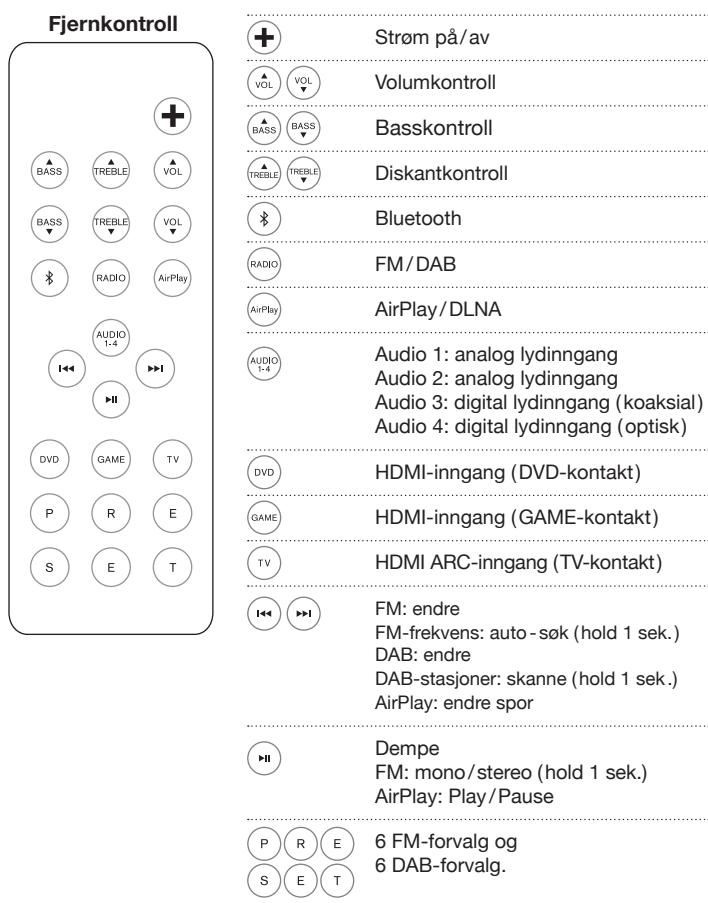 Fjernkontroll
BASS TREBLE VOL
BASS TREBLE VOL
RADIO AirPlay
AUDIO
1-4
DVD GAME TV
P R E
S E T
Strøm på/av
VOL VOL Volumkontroll
BASS BASS Basskontroll
TREBLE TREBLE Diskantkontroll
Bluetooth
RADIO FM/DAB
AirPlay AirPlay/DLNA
AUDIO
1-4
Audio 1: analog lydinngang
Audio 2: analog lydinngang
Audio 3: digital lydinngang (koaksial)
Audio 4: digital lydinngang (optisk)
DVD HDMI-inngang (DVD-kontakt)
GAME HDMI-inngang (GAME-kontakt)
TV HDMI ARC-inngang (TV-kontakt)
FM: endre
FM-frekvens: auto-søk (hold 1 sek.)
DAB: endre
DAB-stasjoner: skanne (hold 1 sek.)
AirPlay: endre spor
Dempe
FM: mono/stereo (hold 1 sek.)
AirPlay: Play/Pause
P R E 6 FM-forvalg og
S E T 6 DAB-forvalg.